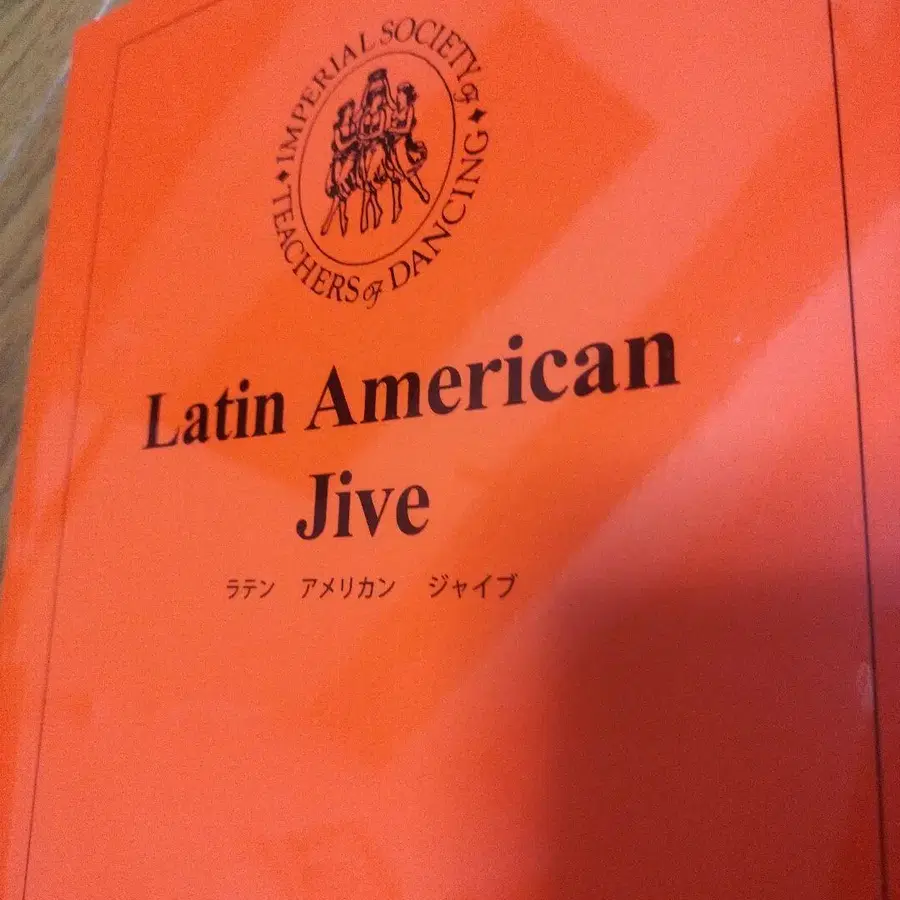 IMPERIAL SOCIETY of
TEACHERS of DANCING
Latin American
Jive
ラテン アメリカン ジャイブ